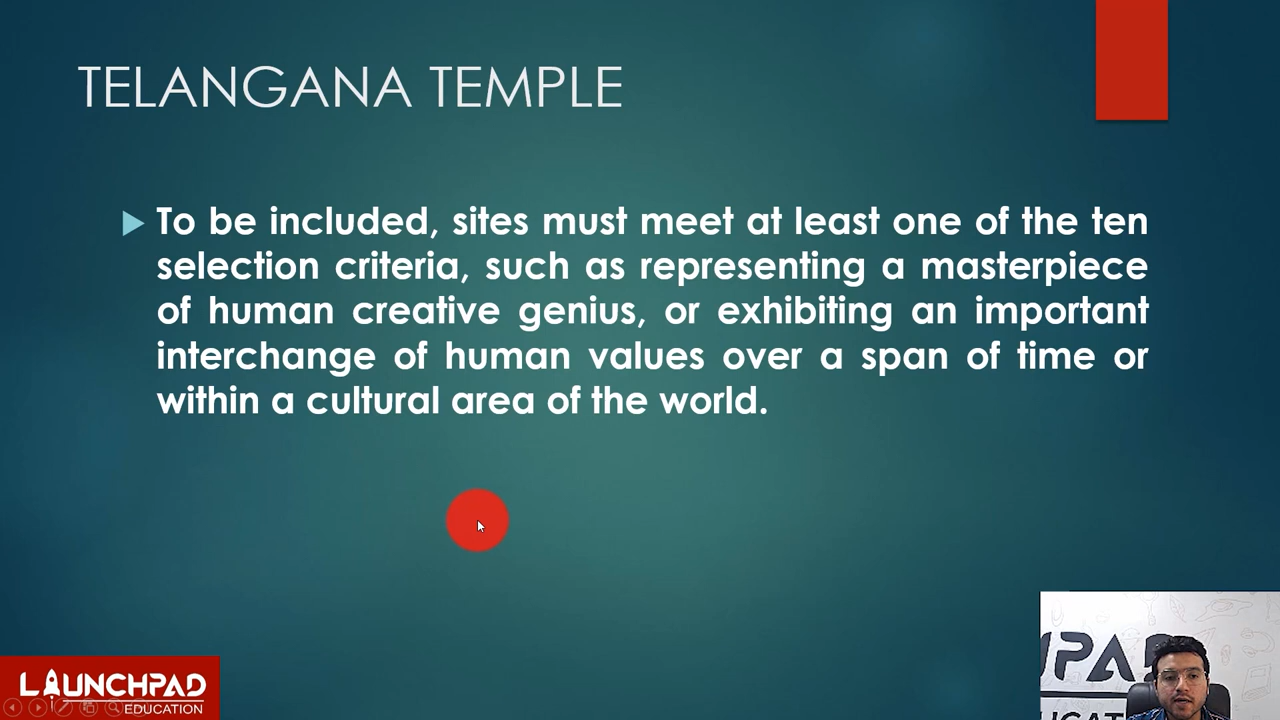 TELANGANA TEMPLE
To be included, sites must meet at least one of the ten
selection criteria, such as representing a masterpiece
of human creative genius, or exhibiting an important
interchange of human values over a span of time or
within a cultural area of the world.
LAUNCHPAD
EDUCATION